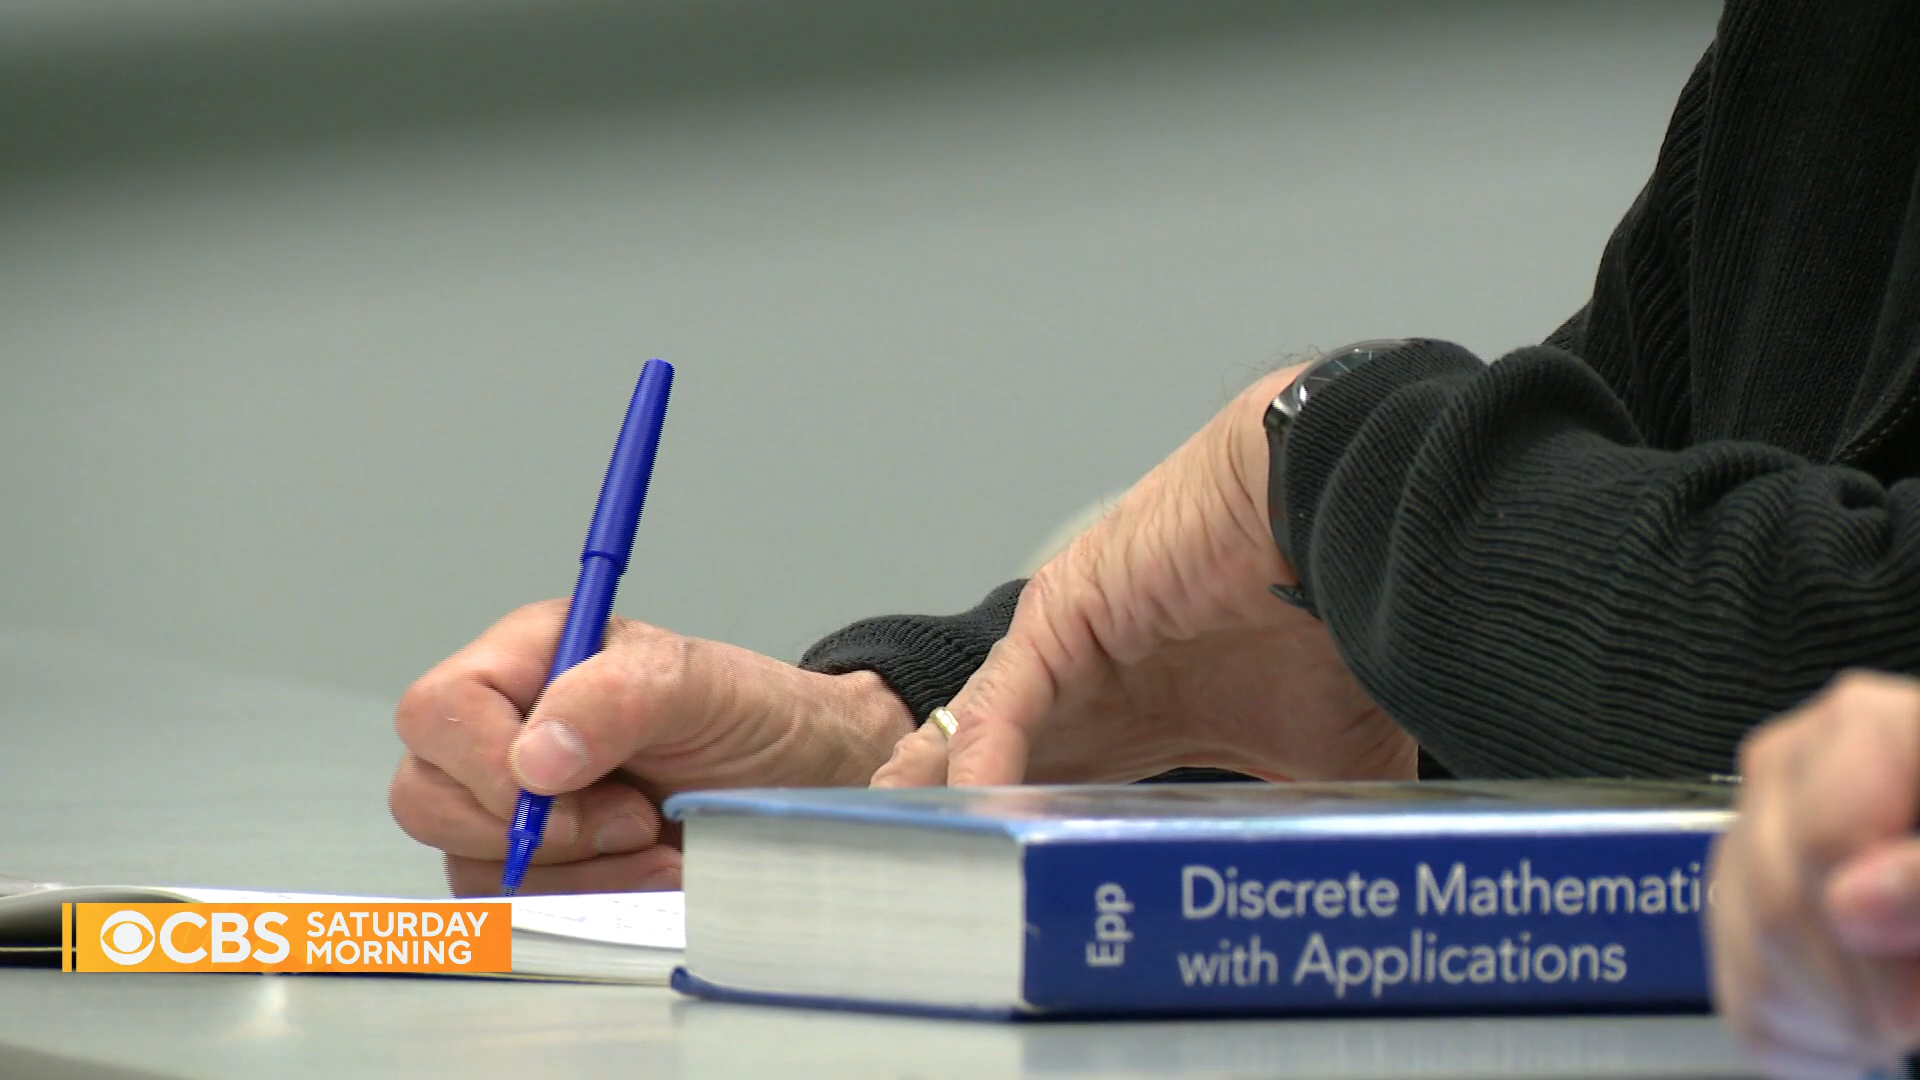 Epp
Discrete Mathemati
with Applications
CBS SATURDAY
MORNING